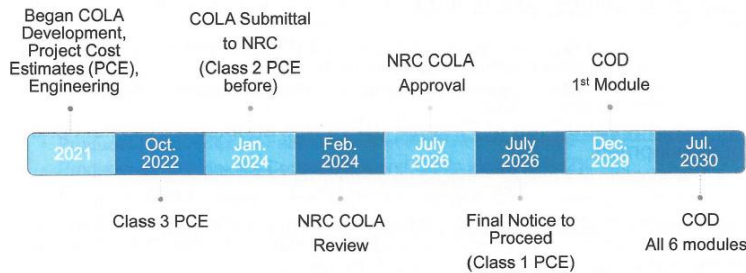 Began COLA
Development,
Project Cost
Estimates (PCE),
Engineering
COLA Submittal
to NRC
(Class 2 PCE
before)
NRC COLA
Approval
COD
1st Module
2021
Oct.
2022
Jan.
2024
Feb.
2024
July
2026
July
2026
Dec.
2029
Jul.
2030
Class 3 PCE
NRC COLA
Review
Final Notice to
Proceed
(Class 1 PCE)
COD
All 6 modules